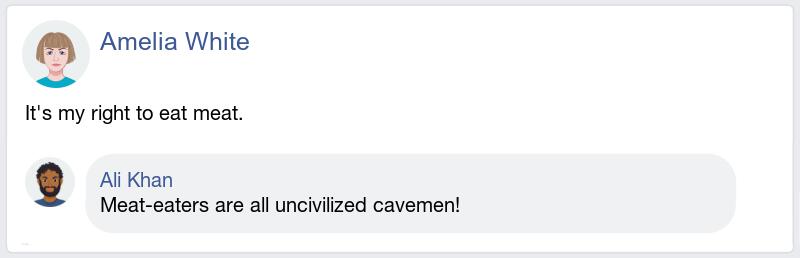 Amelia White
It's my right to eat meat.
Ali Khan
Meat-eaters are all uncivilized cavemen!